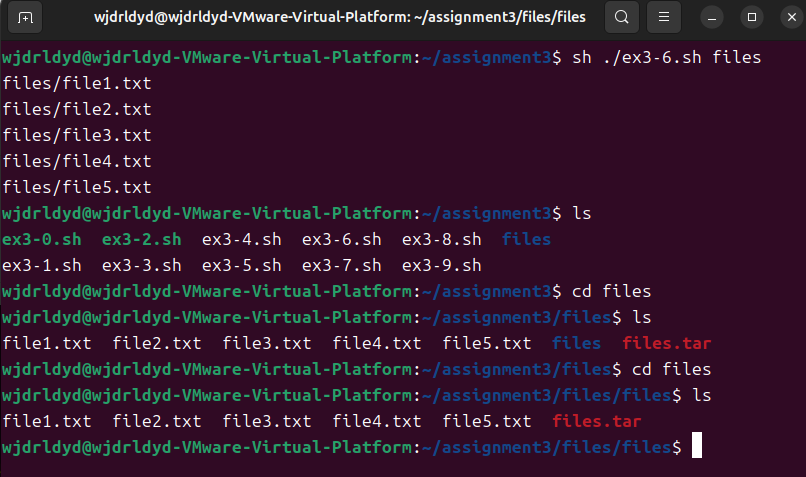 wjdrldyd@wjdrldyd-VMware-Virtual-Platform: ~/assignment3/files/files
wjdrldyd@wjdrldyd-VMware-Virtual-Platform:~/assignment3$ sh ./ex3-6.sh files
files/file1.txt
files/file2.txt
files/file3.txt
files/file4.txt
files/file5.txt
wjdrldyd@wjdrldyd-VMware-Virtual-Platform:~/assignment3$ ls
ex3-0.sh  ex3-2.sh  ex3-4.sh  ex3-6.sh  ex3-8.sh  files
ex3-1.sh  ex3-3.sh  ex3-5.sh  ex3-7.sh  ex3-9.sh
wjdrldyd@wjdrldyd-VMware-Virtual-Platform:~/assignment3$ cd files
wjdrldyd@wjdrldyd-VMware-Virtual-Platform:~/assignment3/files$ ls
file1.txt  file2.txt  file3.txt  file4.txt  file5.txt  files  files.tar
wjdrldyd@wjdrldyd-VMware-Virtual-Platform:~/assignment3/files$ cd files
wjdrldyd@wjdrldyd-VMware-Virtual-Platform:~/assignment3/files/files$ ls
file1.txt  file2.txt  file3.txt  file4.txt  file5.txt  files.tar
wjdrldyd@wjdrldyd-VMware-Virtual-Platform:~/assignment3/files/files$